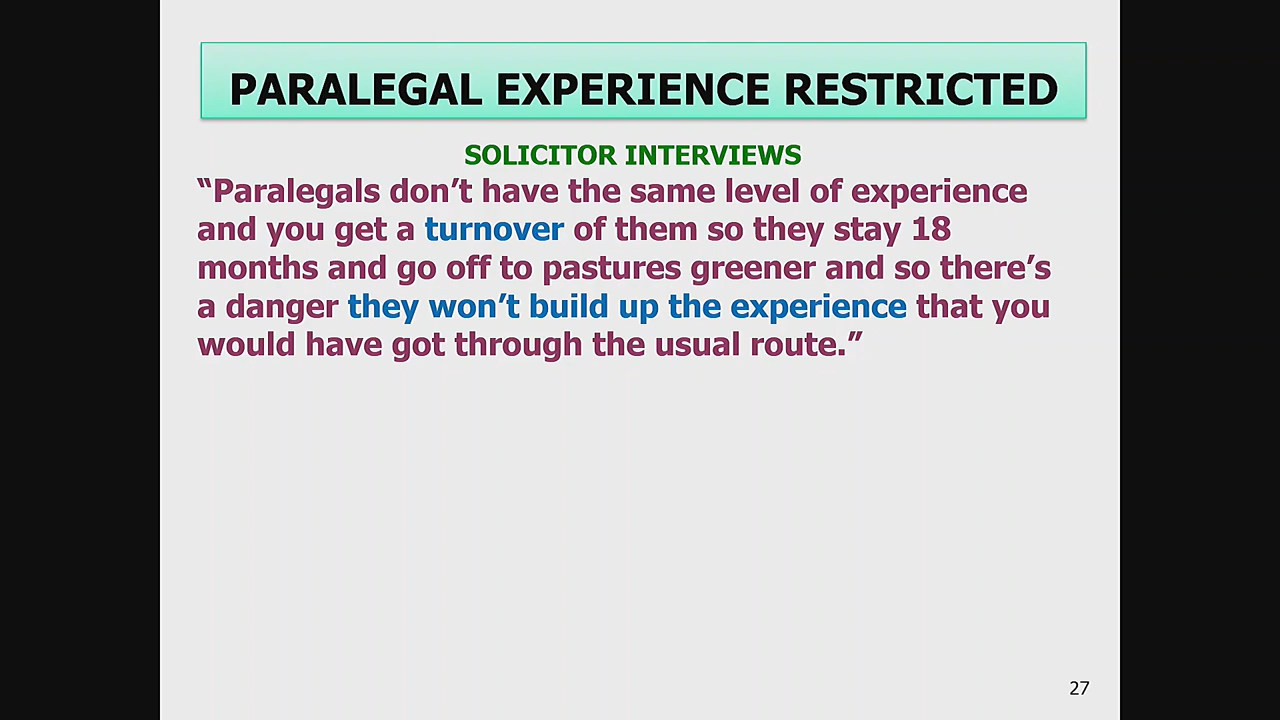 PARALEGAL EXPERIENCE RESTRICTED
SOLICITOR INTERVIEWS
“Paralegals don’t have the same level of experience
and you get a turnover of them so they stay 18
months and go off to pastures greener and so there’s
a danger they won’t build up the experience that you
would have got through the usual route.”
27